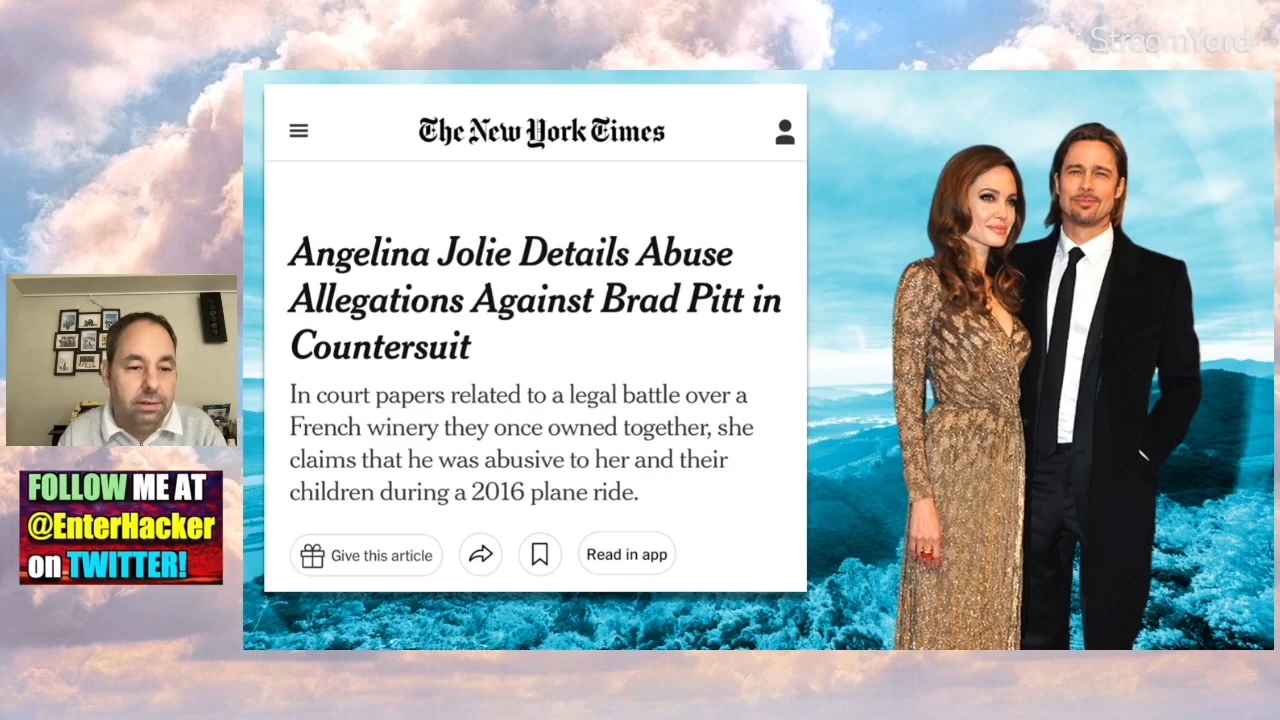 StreamYard
The New York Times
Angelina Jolie Details Abuse
Allegations Against Brad Pitt in
Countersuit
In court papers related to a legal battle over a
French winery they once owned together, she
claims that he was abusive to her and their
children during a 2016 plane ride.
Give this article
Read in app
FOLLOW ME AT
@EnterHacker
on TWITTER!